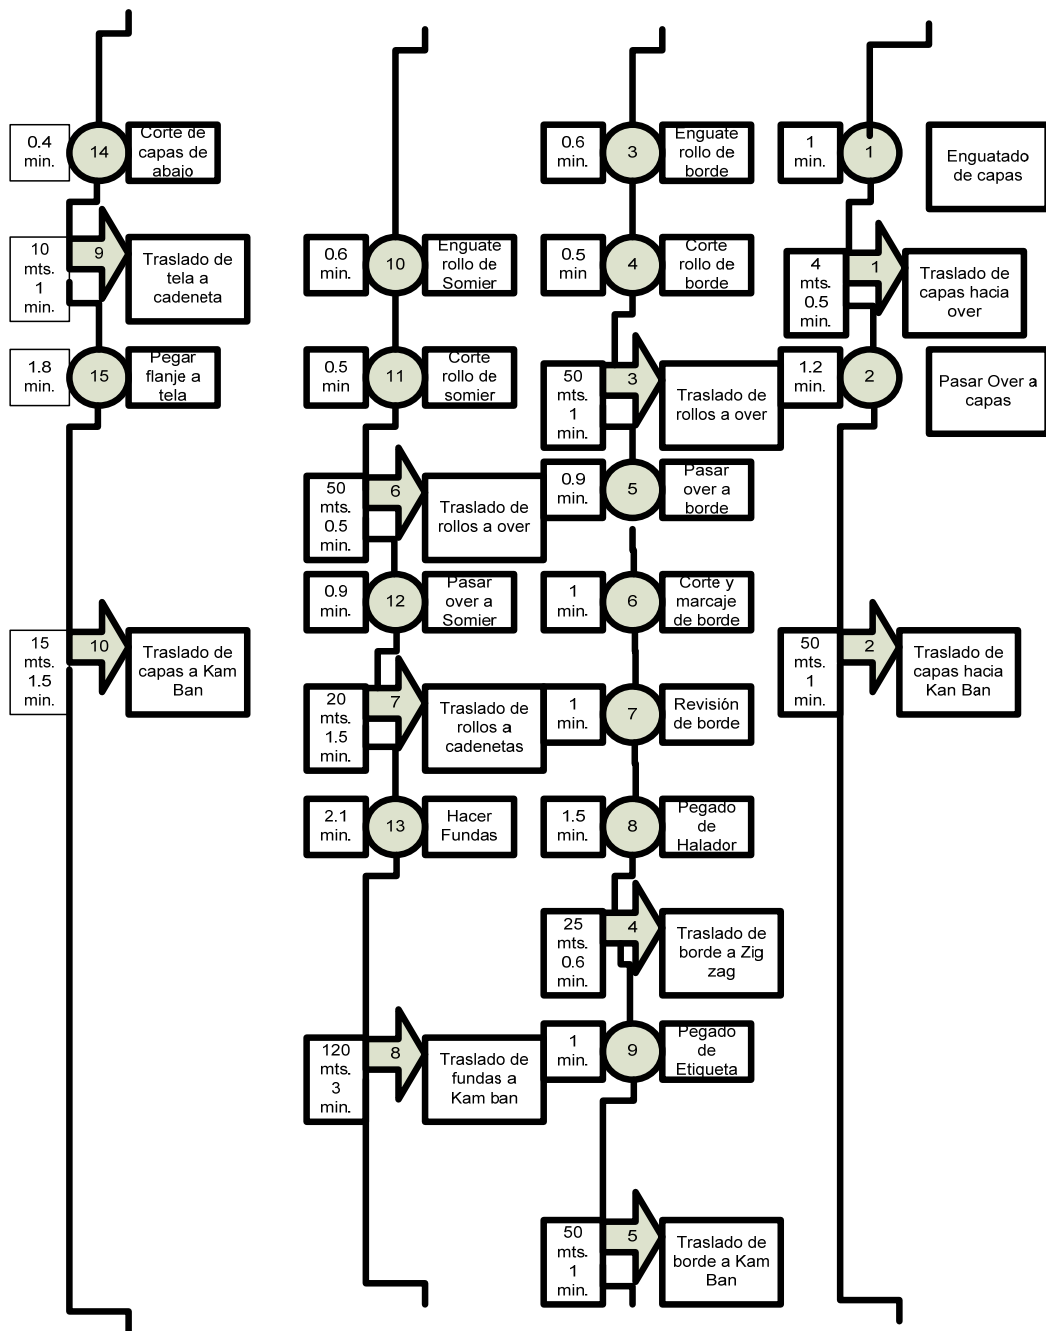 0.4
min.
14
Corte de
capas de
abajo
10
mts.
1
min.
9
Traslado de
tela a
cadeneta
1.8
min.
15
Pegar
flanje a
tela
15
mts.
1.5
min.
10
Traslado de
capas a Kam
Ban
0.6
min.
10
Enguate
rollo de
Somier
0.5
min
11
Corte
rollo de
somier
50
mts.
0.5
min.
6
Traslado de
rollos a over
0.9
min.
12
Pasar
over a
Somier
20
mts.
1.5
min.
7
Traslado de
rollos a
cadenetas
2.1
min.
13
Hacer
Fundas
120
mts.
3
min.
8
Traslado de
fundas a
Kam ban
0.6
min.
3
Enguate
rollo de
borde
0.5
min
4
Corte
rollo de
borde
50
mts.
1
min.
3
Traslado de
rollos a over
0.9
min.
5
Pasar
over a
borde
1
min.
6
Corte y
marcaje
de borde
1
min.
7
Revisión
de borde
1.5
min.
8
Pegado
de
Halador
25
mts.
0.6
min.
4
Traslado de
borde a Zig
zag
1
min.
9
Pegado
de
Etiqueta
50
mts.
1
min.
5
Traslado de
borde a Kam
Ban
1
min.
1
Enguatado
de capas
4
mts.
0.5
min.
1
Traslado de
capas hacia
over
1.2
min.
2
Pasar Over a
capas
50
mts.
1
min.
2
Traslado de
capas hacia
Kan Ban